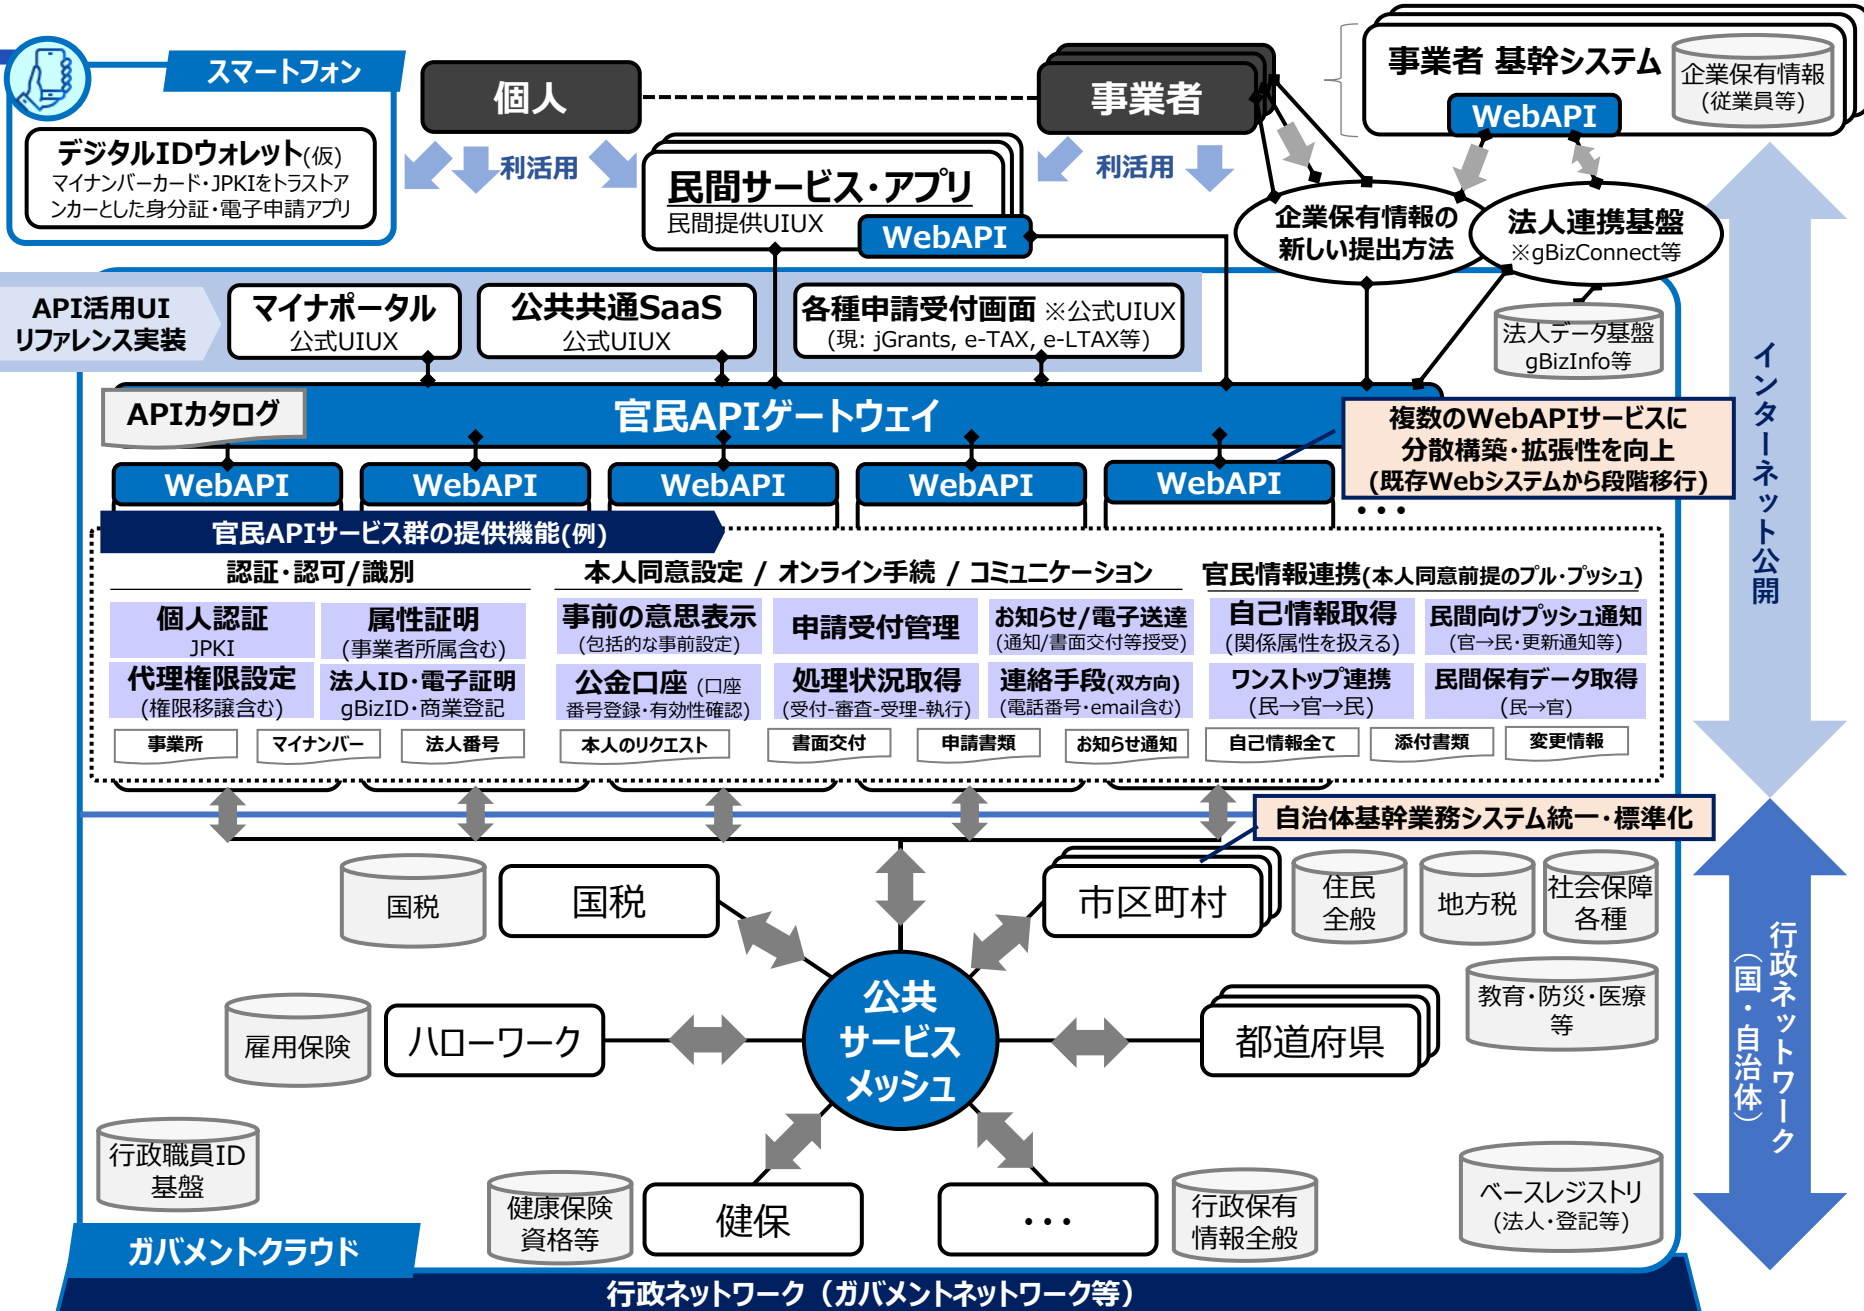 スマートフォン
デジタルIDウォレット(仮)
マイナンバーカード・JPKIをトラストア
ンカーとした身分証・電子申請アプリ
個人
事業者
事業者 基幹システム
企業保有情報
(従業員等)
WebAPI
利活用
利活用
民間サービス・アプリ
民間提供UIUX
WebAPI
企業保有情報の
新しい提出方法
法人連携基盤
※gBizConnect等
API活用UI
リファレンス実装
マイナポータル
公式UIUX
公共共通SaaS
公式UIUX
各種申請受付画面 ※公式UIUX
(現: jGrants, e-TAX, e-LTAX等)
法人データ基盤
gBizInfo等
APIカタログ
官民APIゲートウェイ
複数のWebAPIサービスに
分散構築・拡張性を向上
(既存Webシステムから段階移行)
WebAPI
WebAPI
WebAPI
WebAPI
WebAPI
・・・
官民APIサービス群の提供機能(例)
認証・認可/識別
本人同意設定 / オンライン手続 / コミュニケーション
官民情報連携(本人同意前提のプル・プッシュ)
個人認証
JPKI
属性証明
(事業者所属含む)
事前の意思表示
(包括的な事前設定)
申請受付管理
お知らせ/電子送達
(通知/書面交付等授受)
自己情報取得
(関係属性を扱える)
民間向けプッシュ通知
(官→民・更新通知等)
代理権限設定
(権限移譲含む)
法人ID・電子証明
gBizID・商業登記
公金口座 (口座
番号登録・有効性確認)
処理状況取得
(受付-審査-受理-執行)
連絡手段(双方向)
(電話番号・email含む)
ワンストップ連携
(民→官→民)
民間保有データ取得
(民→官)
事業所
マイナンバー
法人番号
本人のリクエスト
書面交付
申請書類
お知らせ通知
自己情報全て
添付書類
変更情報
インターネット公開
自治体基幹業務システム統一・標準化
国税
国税
市区町村
住民
全般
地方税
社会保障
各種
雇用保険
ハローワーク
公共
サービス
メッシュ
都道府県
教育・防災・医療
等
行政ネットワーク
（国・自治体）
行政職員ID
基盤
健康保険
資格等
健保
・・・
行政保有
情報全般
ベースレジストリ
(法人・登記等)
ガバメントクラウド
行政ネットワーク（ガバメントネットワーク等）